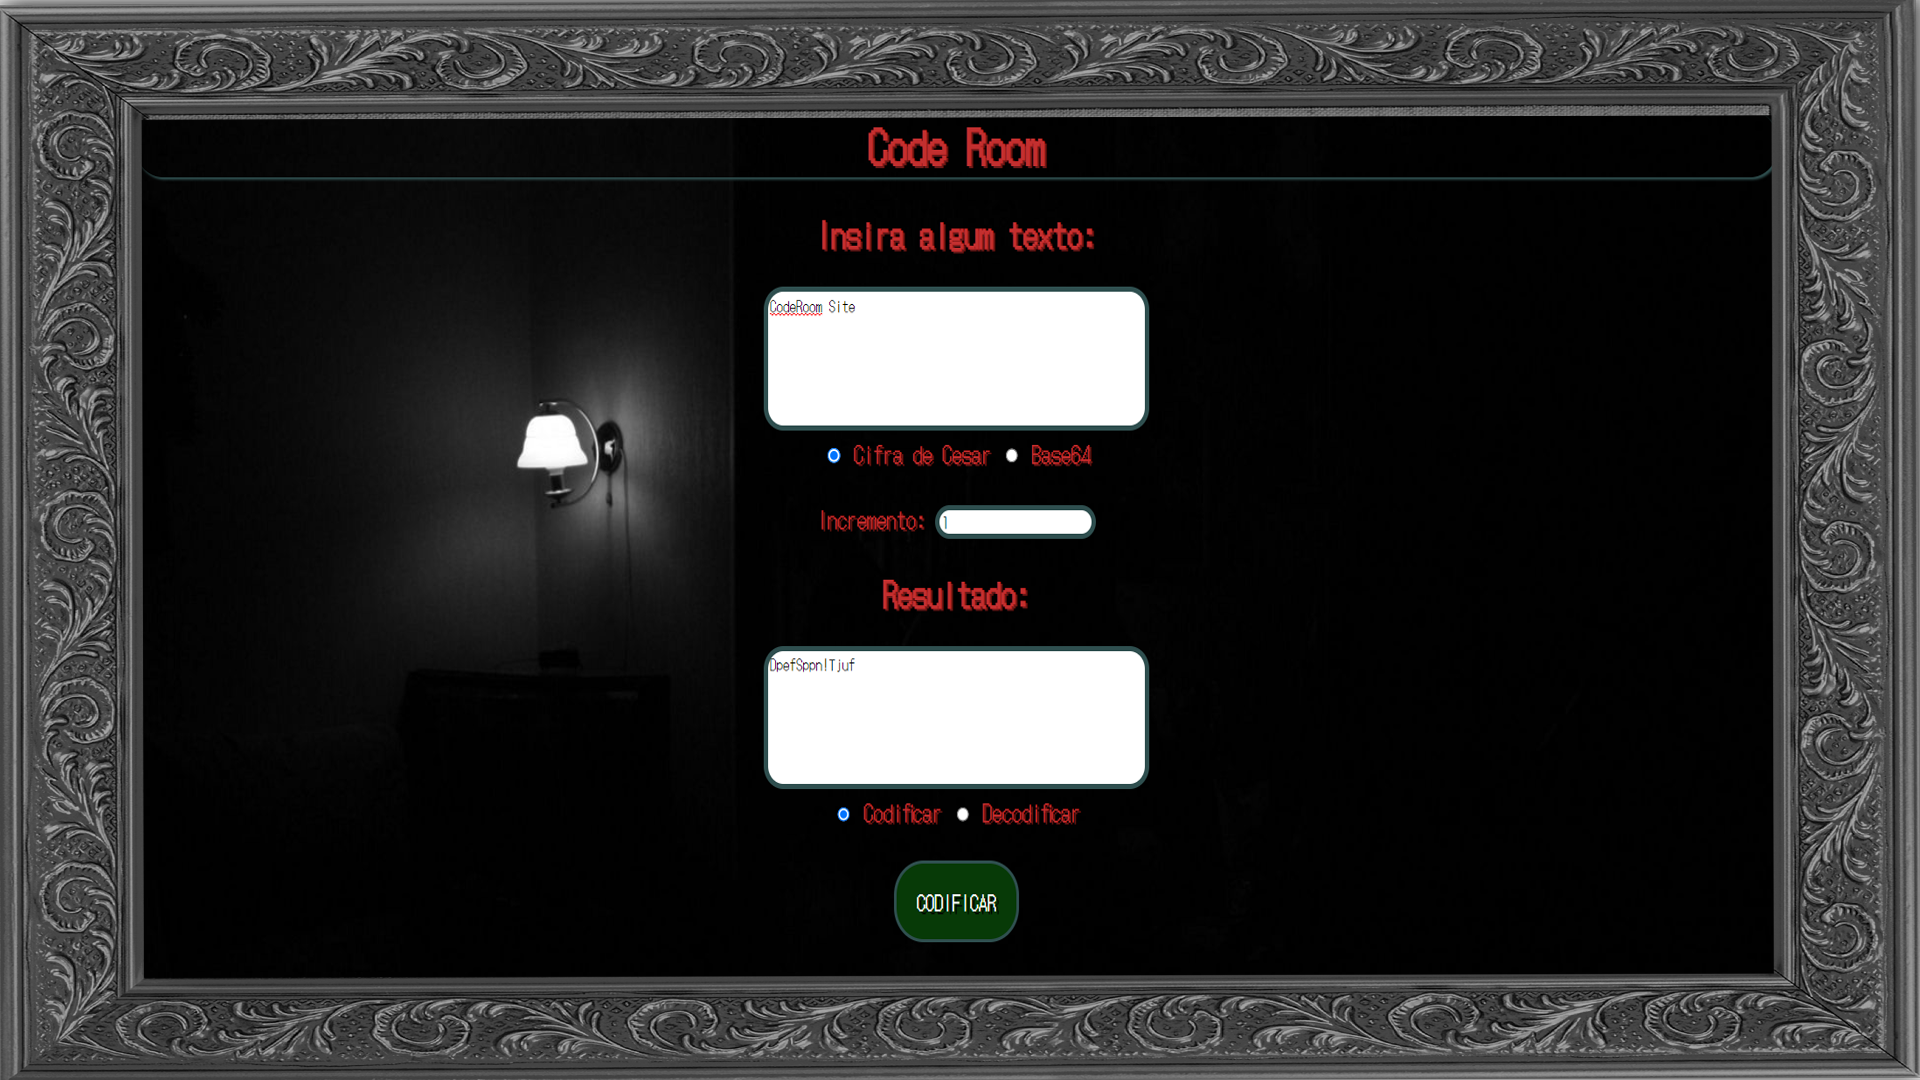 Code Room
Insira algum texto:
CodeRoom Site
Cifra de Cesar Base64
Incremento: 1
Resultado:
DpefSppn!Tjuf
Codificar Decodificar
CODIFICAR